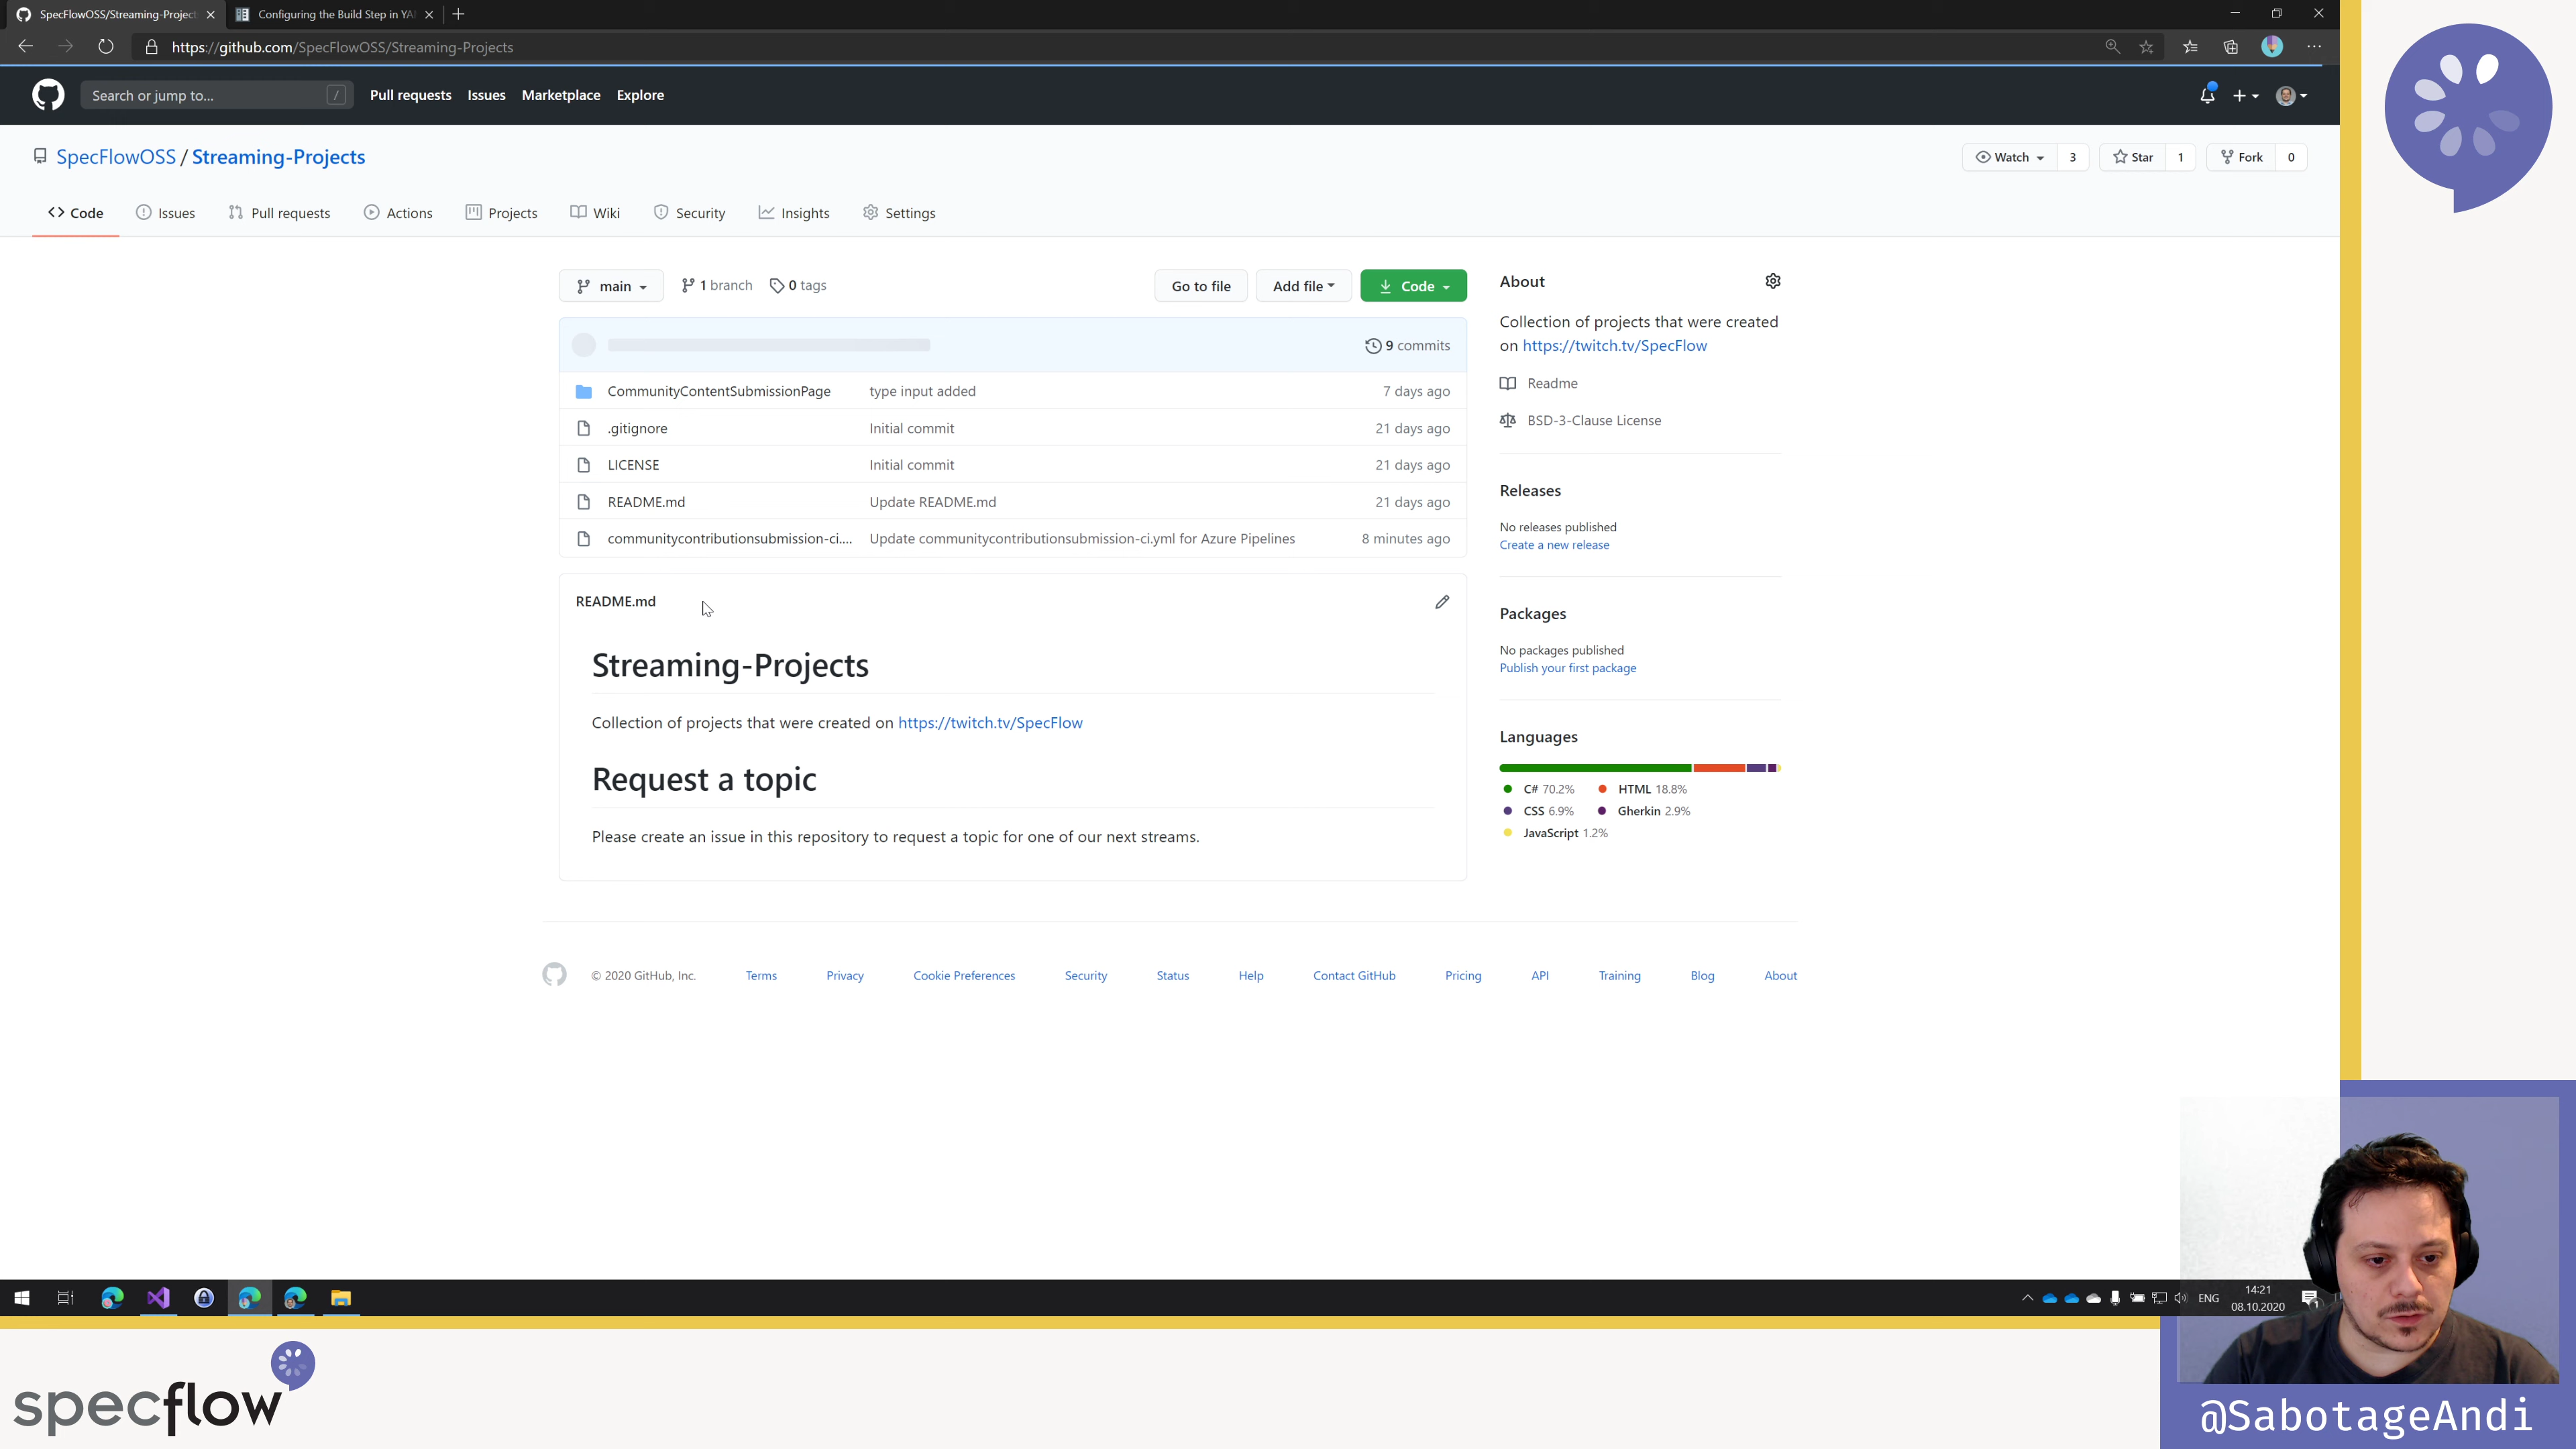 SpecFlowOSS/Streaming-Project
Configuring the Build Step in YA
https://github.com/SpecFlowOSS/Streaming-Projects
Search or jump to...
/
Pull requests
Issues
Marketplace
Explore
SpecFlowOSS / Streaming-Projects
Watch 3
Star 1
Fork 0
Code
Issues
Pull requests
Actions
Projects
Wiki
Security
Insights
Settings
main
1 branch
0 tags
Go to file
Add file
Code
9 commits
CommunityContentSubmissionPage type input added 7 days ago
.gitignore Initial commit 21 days ago
LICENSE Initial commit 21 days ago
README.md Update README.md 21 days ago
communitycontributionsubmission-ci.... Update communitycontributionsubmission-ci.yml for Azure Pipelines 8 minutes ago
README.md
Streaming-Projects
Collection of projects that were created on https://twitch.tv/SpecFlow
Request a topic
Please create an issue in this repository to request a topic for one of our next streams.
About
Collection of projects that were created
on https://twitch.tv/SpecFlow
Readme
BSD-3-Clause License
Releases
No releases published
Create a new release
Packages
No packages published
Publish your first package
Languages
C# 70.2% HTML 18.8%
CSS 6.9% Gherkin 2.9%
JavaScript 1.2%
© 2020 GitHub, Inc.
Terms
Privacy
Cookie Preferences
Security
Status
Help
Contact GitHub
Pricing
API
Training
Blog
About
ENG
14:21
08.10.2020
1
specflow
@SabotageAndi